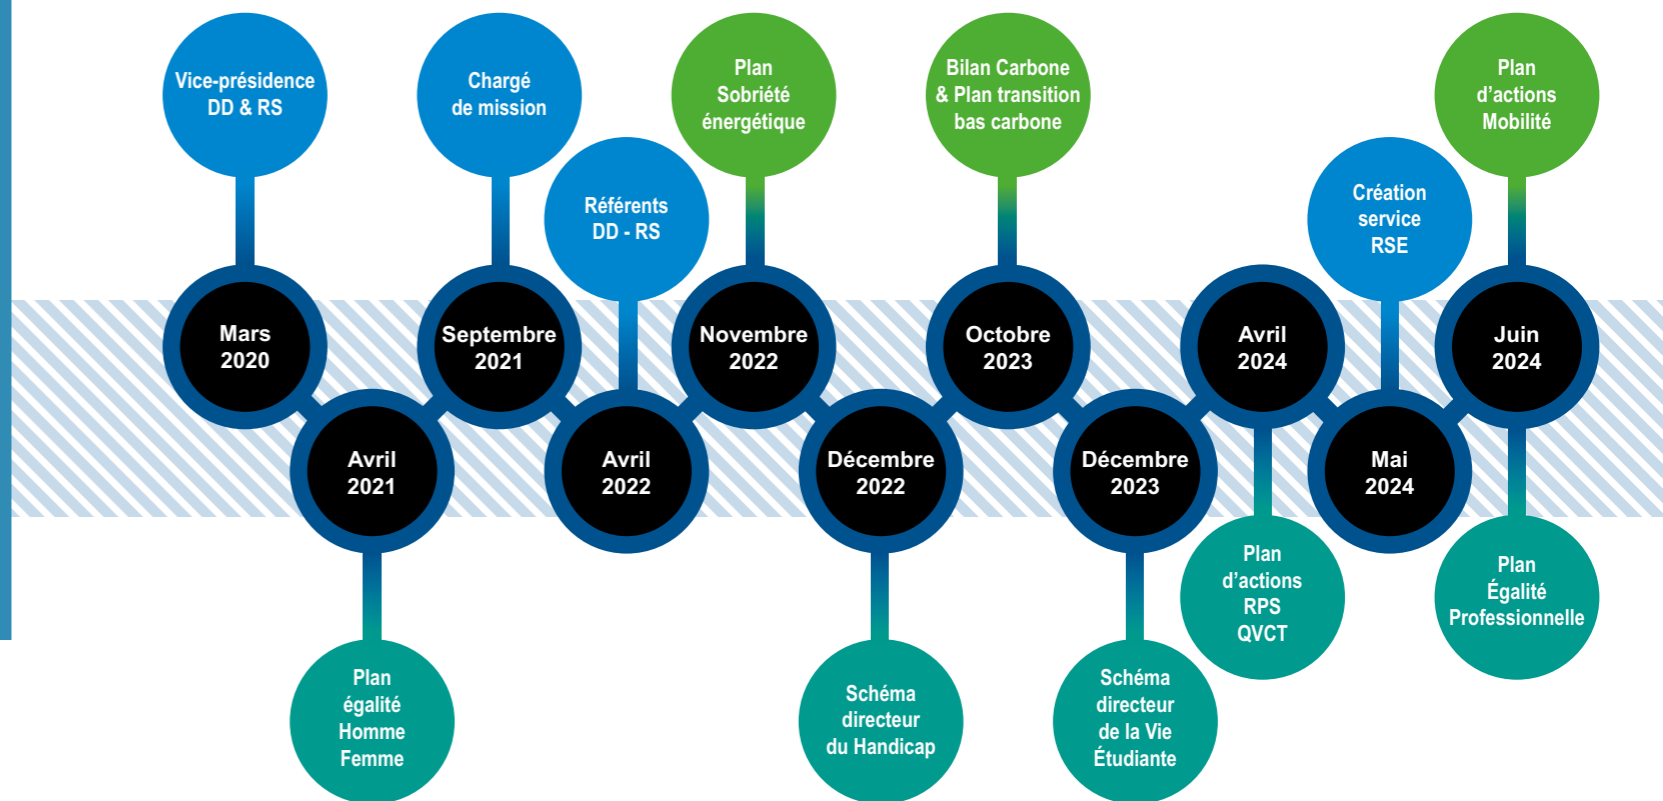 Vice-présidence
DD & RS
Chargé
de mission
Plan
Sobriété
énergétique
Bilan Carbone
& Plan transition
bas carbone
Plan
d’actions
Mobilité
Référents
DD - RS
Création
service
RSE
Mars
2020
Septembre
2021
Novembre
2022
Octobre
2023
Avril
2024
Juin
2024
Avril
2021
Avril
2022
Décembre
2022
Décembre
2023
Mai
2024
Plan
d’actions
RPS
QVCT
Plan
Égalité
Professionnelle
Plan
égalité
Homme
Femme
Schéma
directeur
du Handicap
Schéma
directeur
de la Vie
Étudiante